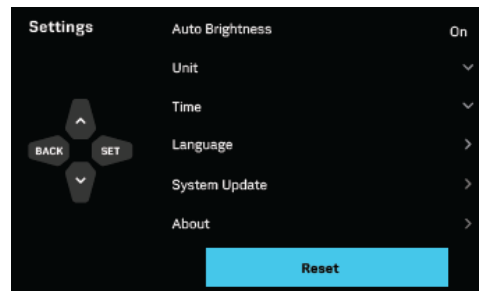 Settings
Auto Brightness On
Unit
Time
Language
System Update
About
BACK SET
Reset